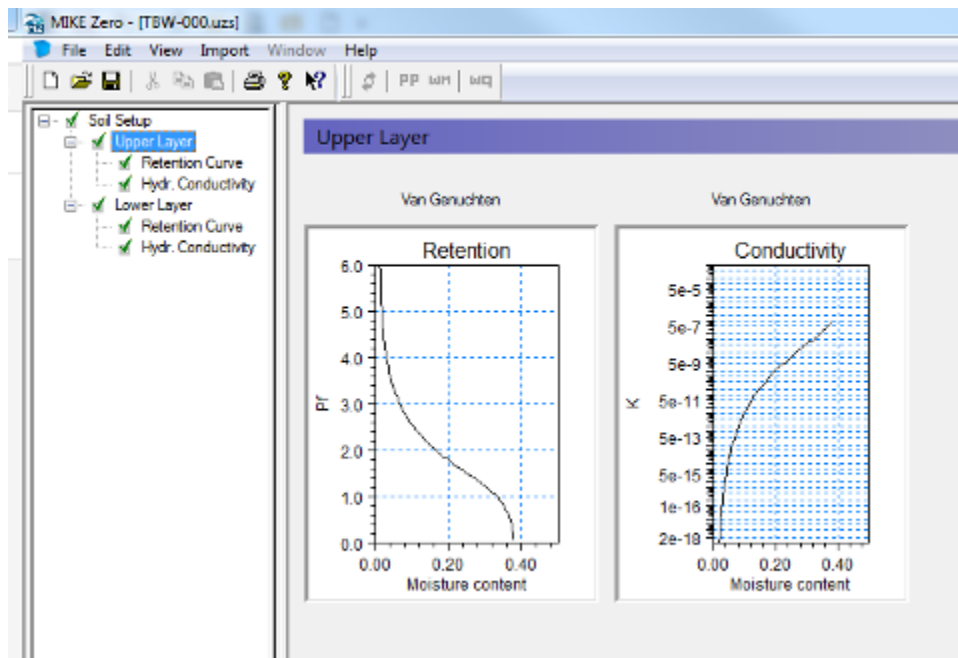 MIKE Zero - [TBW-000.uzs]
File Edit View Import Window Help
PP WM WQ
Soil Setup
Upper Layer
Retention Curve
Hydr. Conductivity
Lower Layer
Retention Curve
Hydr. Conductivity
Upper Layer
Van Genuchten
Van Genuchten
Retention
6.0
5.0
4.0
3.0
2.0
1.0
0.0
Pf
0.00 0.20 0.40
Moisture content
Conductivity
5e-5
5e-7
5e-9
5e-11
5e-13
5e-15
1e-16
2e-18
K
0.00 0.20 0.40
Moisture content